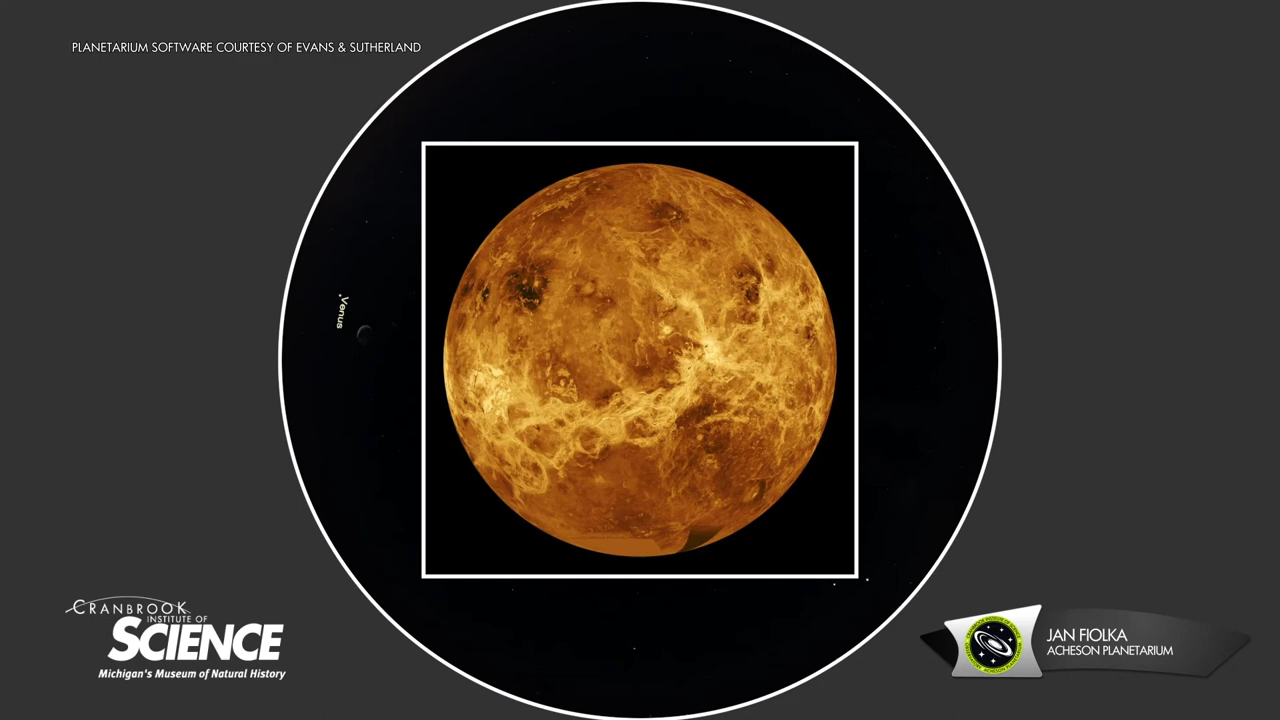 PLANETARIUM SOFTWARE COURTESY OF EVANS & SUTHERLAND
Venus
CRANBROOK
INSTITUTE OF
SCIENCE
Michigan's Museum of Natural History
JAN FIOLKA
ACHESON PLANETARIUM